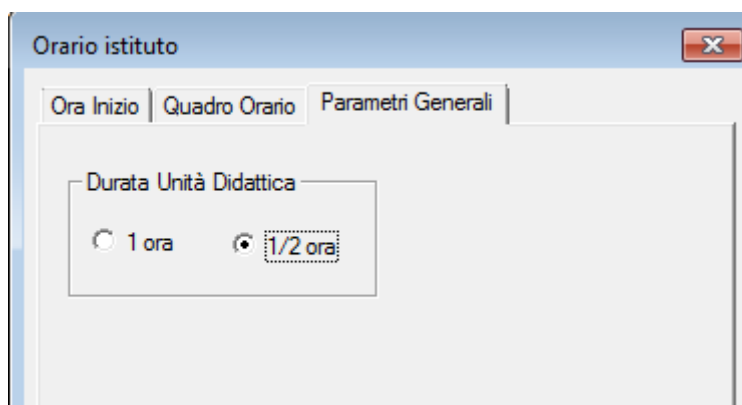 Orario istituto
Ora Inizio Quadro Orario Parametri Generali
Durata Unità Didattica
1 ora 1/2 ora